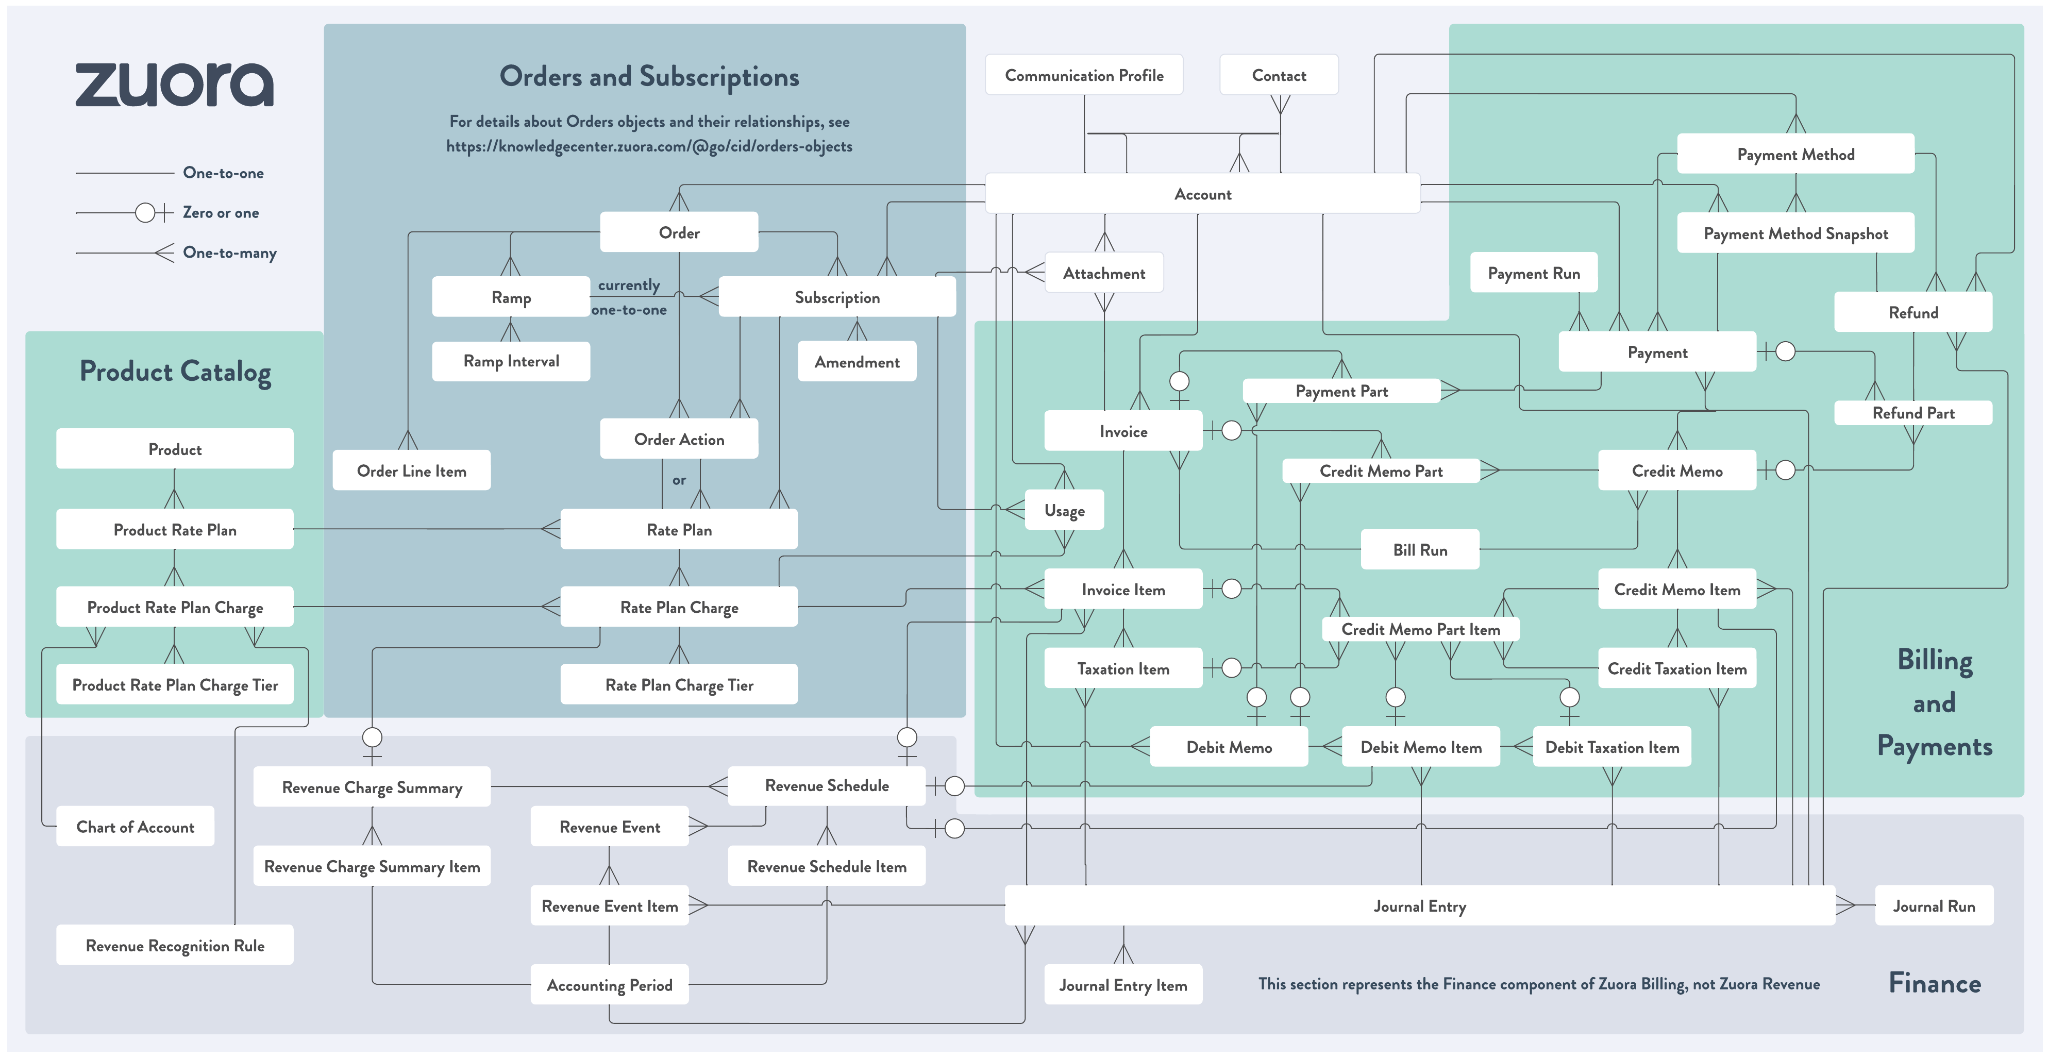 zuora
One-to-one
Zero or one
One-to-many
Orders and Subscriptions
For details about Orders objects and their relationships, see
https://knowledgecenter.zuora.com/@go/cid/orders-objects
Communication Profile
Contact
Account
Order
Ramp
currently
one-to-one
Subscription
Ramp Interval
Amendment
Order Action
Order Line Item
or
Rate Plan
Rate Plan Charge
Rate Plan Charge Tier
Product Catalog
Product
Product Rate Plan
Product Rate Plan Charge
Product Rate Plan Charge Tier
Attachment
Usage
Payment Method
Payment Method Snapshot
Payment Run
Refund
Payment
Payment Part
Refund Part
Invoice
Credit Memo Part
Credit Memo
Bill Run
Invoice Item
Credit Memo Item
Credit Memo Part Item
Taxation Item
Credit Taxation Item
Debit Memo
Debit Memo Item
Debit Taxation Item
Billing
and
Payments
Revenue Charge Summary
Revenue Schedule
Chart of Account
Revenue Event
Revenue Charge Summary Item
Revenue Schedule Item
Revenue Event Item
Journal Entry
Journal Run
Revenue Recognition Rule
Accounting Period
Journal Entry Item
This section represents the Finance component of Zuora Billing, not Zuora Revenue
Finance